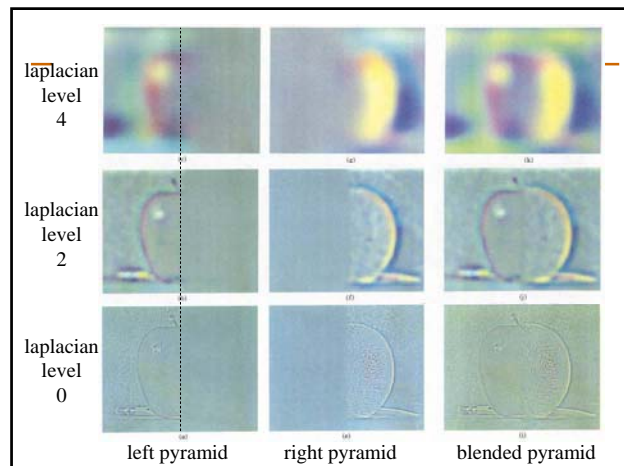 laplacian
level
4
laplacian
level
2
laplacian
level
0
left pyramid right pyramid blended pyramid